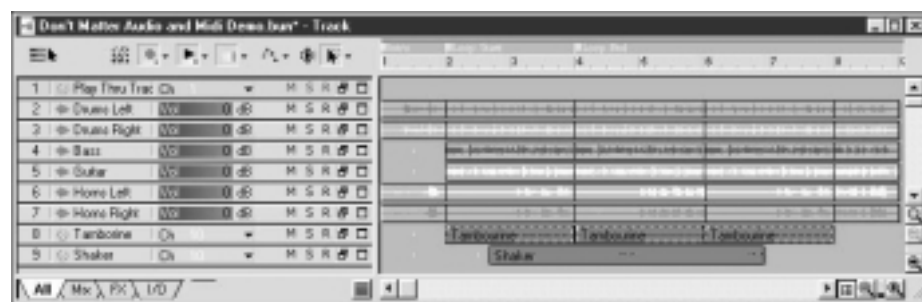 Don't Matter Audio and Midi Demo.bun* - Track
1 2 3 4 5 6 7 8
1 Play Thru Trac Ch M S R
2 Drums Left Vol 0 dB M S R
3 Drums Right Vol 0 dB M S R
4 Bass Vol 0 dB M S R
5 Guitar Vol 0 dB M S R
6 Horns Left Vol 0 dB M S R
7 Horns Right Vol 0 dB M S R
8 Tamborine Ch M S R Tambourine Tambourine Tambourine
9 Shaker Ch M S R Shaker
All Mix FX I/O